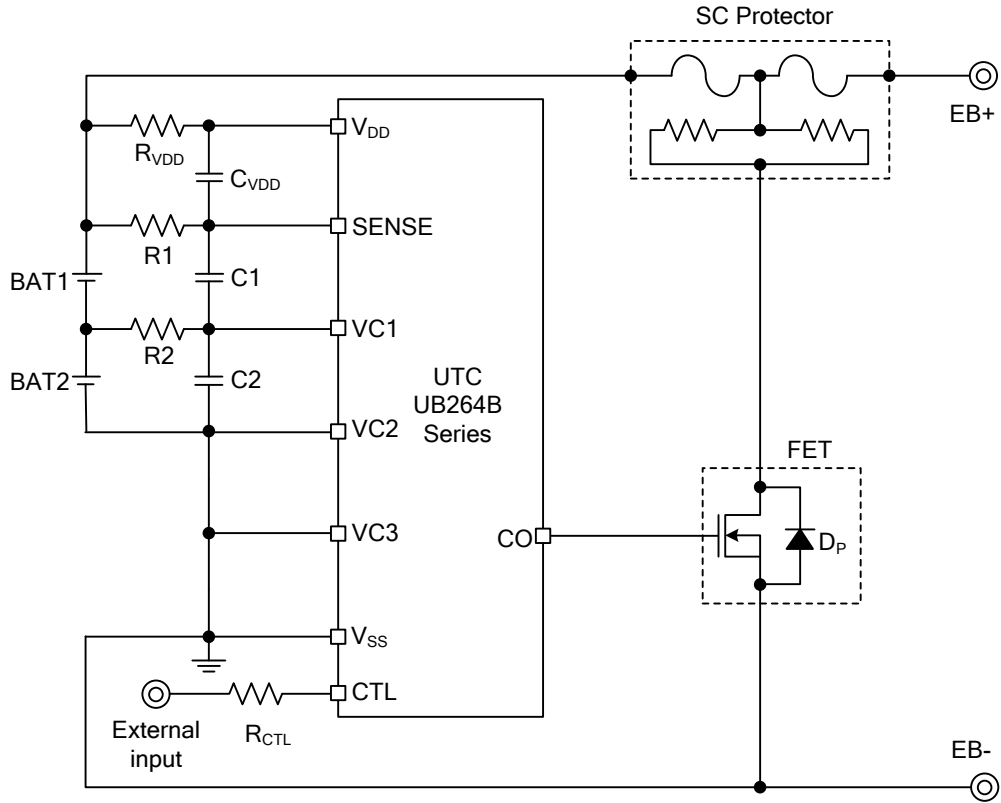 SC Protector
EB+
VDD
RVDD
CVDD
SENSE
R1
BAT1
C1
VC1
R2
BAT2
C2
UTC
UB264B
Series
VC2
FET
VC3
CO
DP
VSS
CTL
External
input
RCTL
EB-